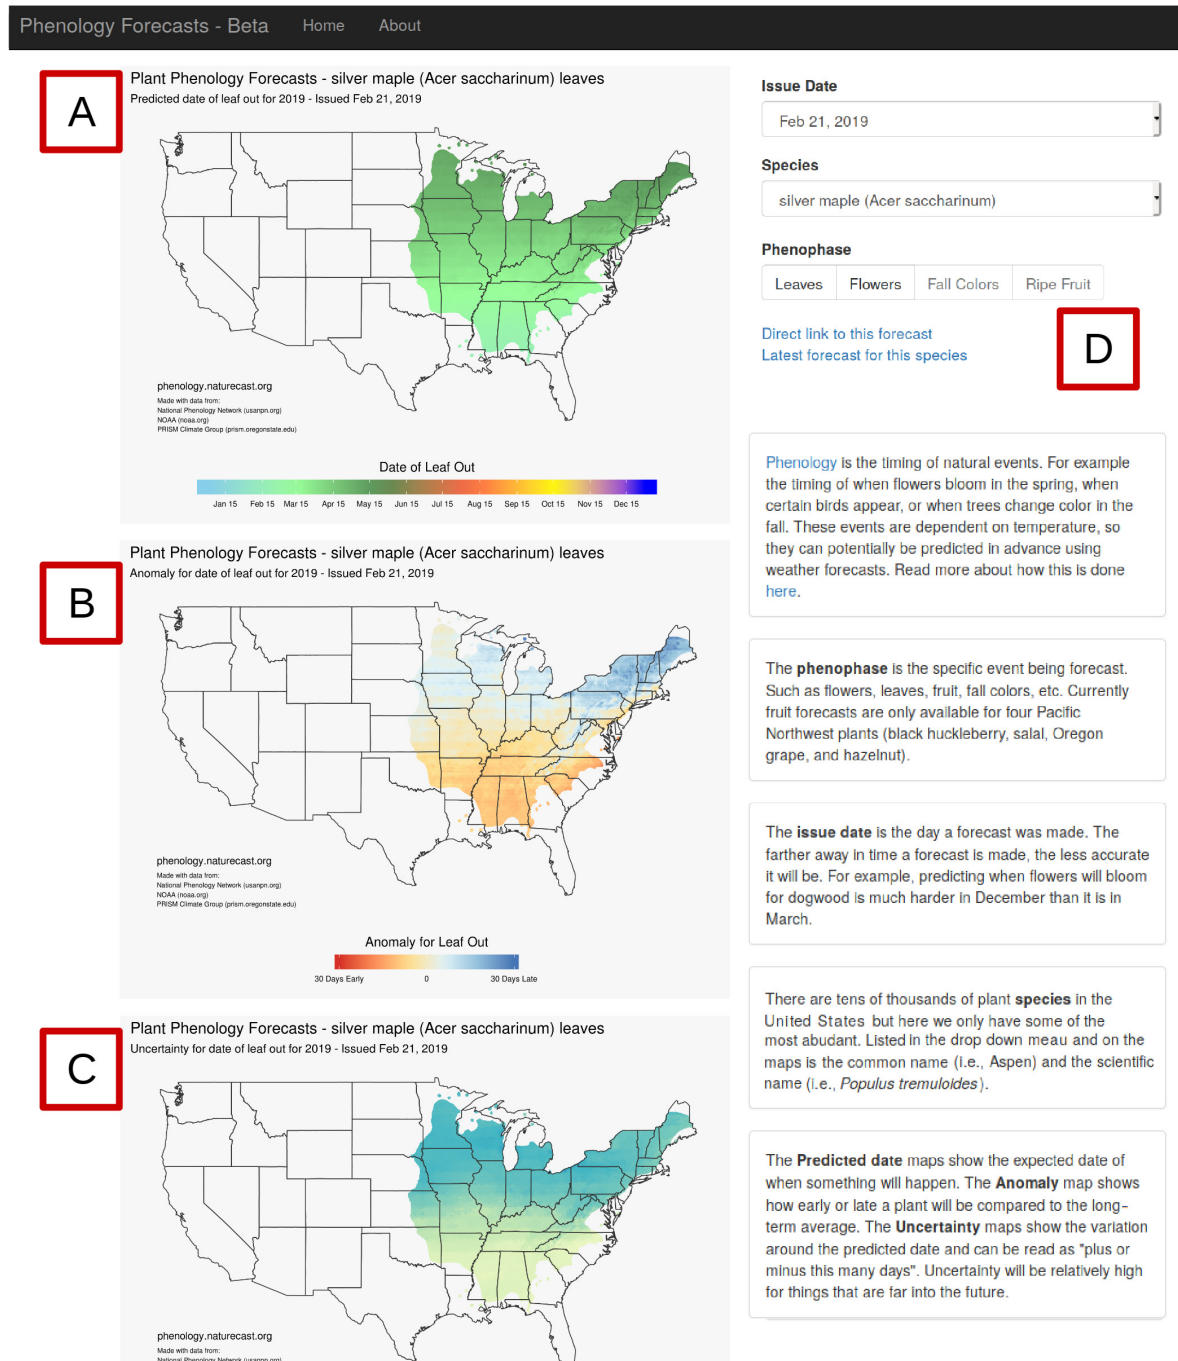 Phenology Forecasts - Beta Home About
A
Plant Phenology Forecasts - silver maple (Acer saccharinum) leaves
Predicted date of leaf out for 2019 - Issued Feb 21, 2019
phenology.naturecast.org
Made with data from:
National Phenology Network (usanpn.org)
NOAA (noaa.org)
PRISM Climate Group (prism.oregonstate.edu)
Date of Leaf Out
Jan 15 Feb 15 Mar 15 Apr 15 May 15 Jun 15 Jul 15 Aug 15 Sep 15 Oct 15 Nov 15 Dec 15
B
Plant Phenology Forecasts - silver maple (Acer saccharinum) leaves
Anomaly for date of leaf out for 2019 - Issued Feb 21, 2019
phenology.naturecast.org
Made with data from:
National Phenology Network (usanpn.org)
NOAA (noaa.org)
PRISM Climate Group (prism.oregonstate.edu)
Anomaly for Leaf Out
30 Days Early 0 30 Days Late
C
Plant Phenology Forecasts - silver maple (Acer saccharinum) leaves
Uncertainty for date of leaf out for 2019 - Issued Feb 21, 2019
phenology.naturecast.org
Made with data from:
National Phenology Network (usanpn.org)
Issue Date
Feb 21, 2019
Species
silver maple (Acer saccharinum)
Phenophase
Leaves Flowers Fall Colors Ripe Fruit
Direct link to this forecast
Latest forecast for this species
D
Phenology is the timing of natural events. For example
the timing of when flowers bloom in the spring, when
certain birds appear, or when trees change color in the
fall. These events are dependent on temperature, so
they can potentially be predicted in advance using
weather forecasts. Read more about how this is done
here.
The phenophase is the specific event being forecast.
Such as flowers, leaves, fruit, fall colors, etc. Currently
fruit forecasts are only available for four Pacific
Northwest plants (black huckleberry, salal, Oregon
grape, and hazelnut).
The issue date is the day a forecast was made. The
farther away in time a forecast is made, the less accurate
it will be. For example, predicting when flowers will bloom
for dogwood is much harder in December than it is in
March.
There are tens of thousands of plant species in the
United States but here we only have some of the
most abudant. Listed in the drop down meau and on the
maps is the common name (i.e., Aspen) and the scientific
name (i.e., Populus tremuloides).
The Predicted date maps show the expected date of
when something will happen. The Anomaly map shows
how early or late a plant will be compared to the long-
term average. The Uncertainty maps show the variation
around the predicted date and can be read as "plus or
minus this many days". Uncertainty will be relatively high
for things that are far into the future.